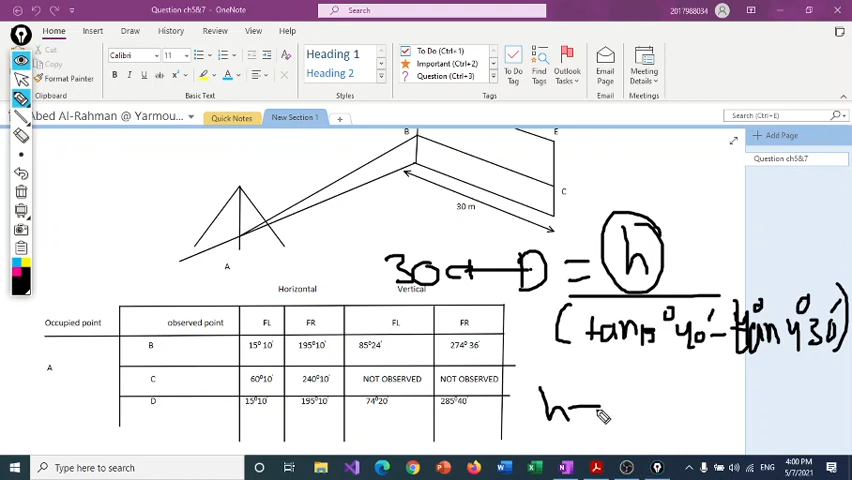 Question ch5&7 - OneNote
Search
2017988034
Home Insert Draw History Review View Help
Cut
Copy
Format Painter
Calibri 11
B I U ab x A
Heading 1
Heading 2
To Do (Ctrl+1)
Important (Ctrl+2)
Question (Ctrl+3)
To Do Tag
Find Tags
Outlook Tasks
Email Page
Meeting Details
Basic Text
Styles
Tags
Email
Meetings
Abed Al-Rahman @ Yarmou...
Quick Notes
New Section 1
Search (Ctrl+E)
Add Page
Question ch5&7
B
E
C
30 m
A
30 D = h
(tan 15° 40' - tan 4° 30')
h =
Horizontal Vertical
Occupied point observed point FL FR FL FR
B 15°10' 195°10' 85°24' 274° 36'
A
C 60°10' 240°10' NOT OBSERVED NOT OBSERVED
D 15°10' 195°10' 74°20' 285°40'
Type here to search
ENG
4:00 PM
5/7/2021